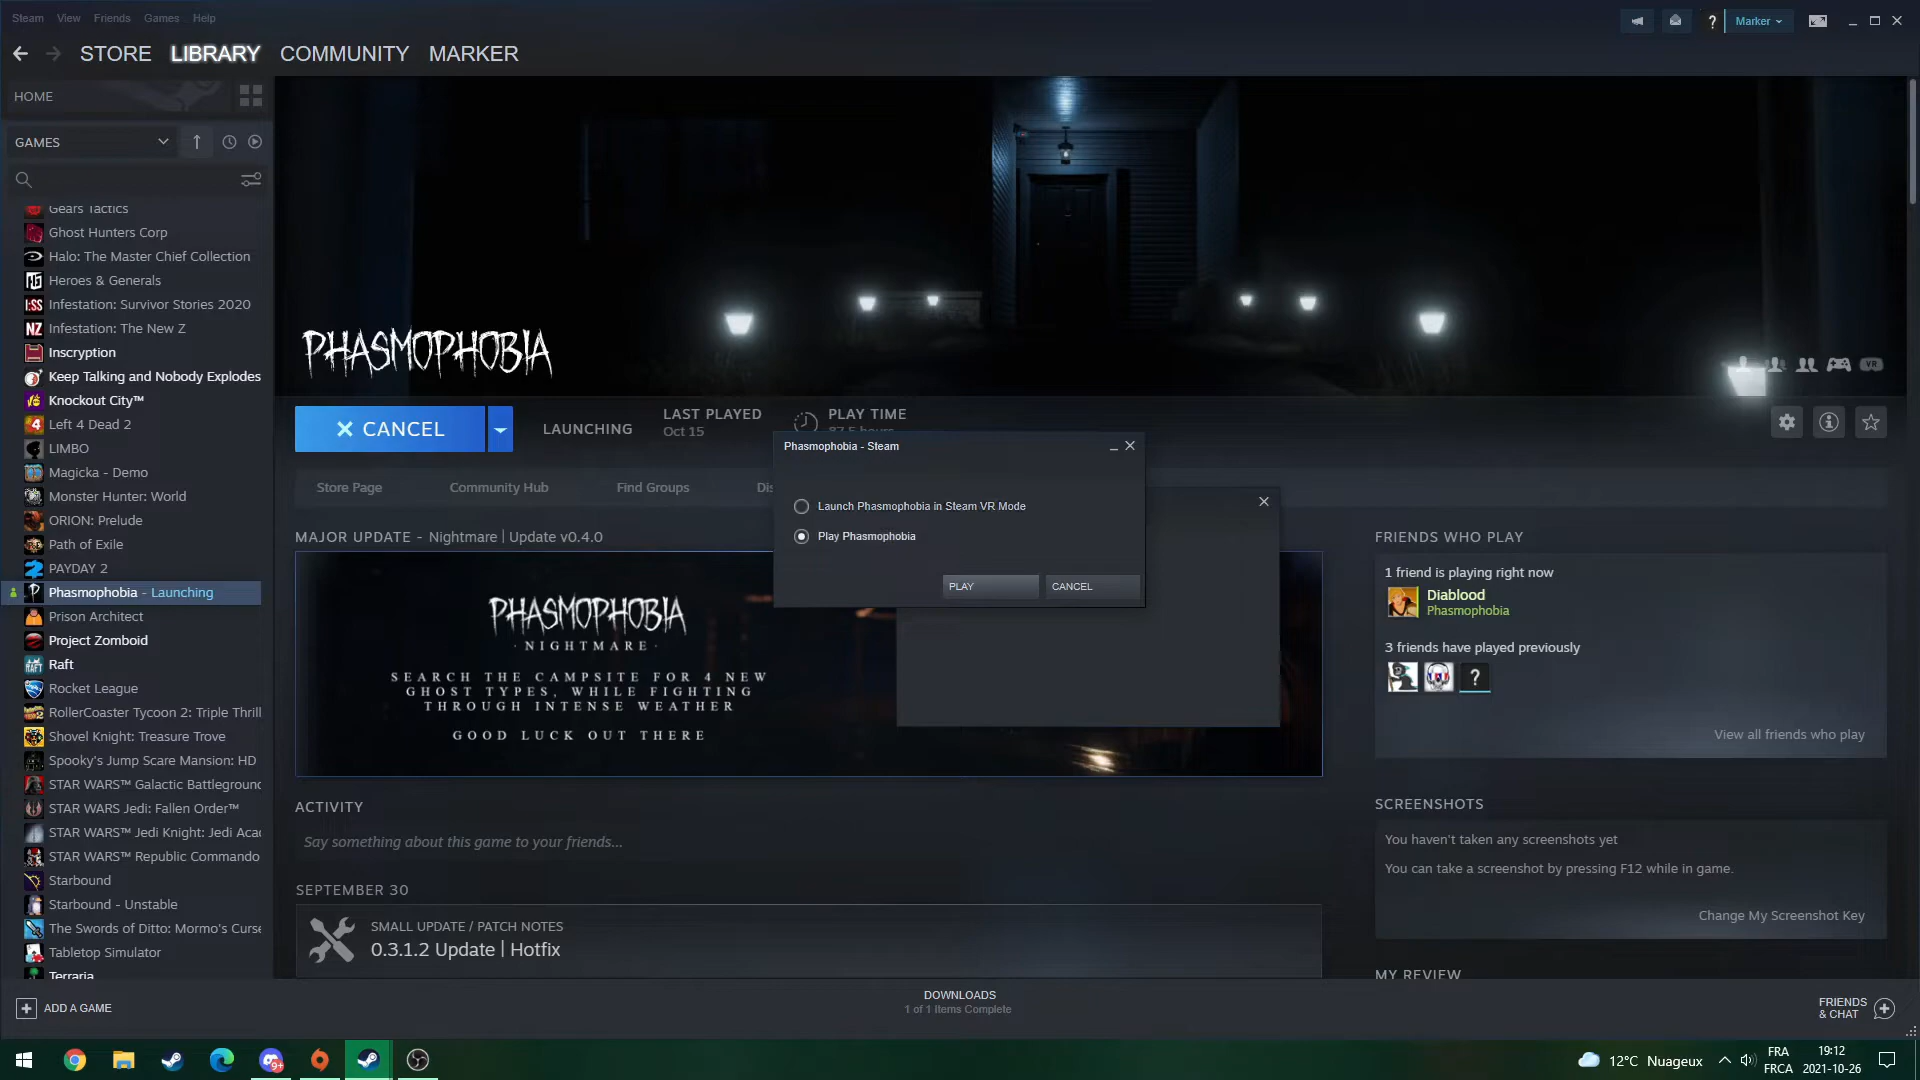 Steam View Friends Games Help
Marker
STORE LIBRARY COMMUNITY MARKER
HOME
GAMES
Gears Tactics
Ghost Hunters Corp
Halo: The Master Chief Collection
Heroes & Generals
Infestation: Survivor Stories 2020
Infestation: The New Z
Inscryption
Keep Talking and Nobody Explodes
Knockout City™
Left 4 Dead 2
LIMBO
Magicka - Demo
Monster Hunter: World
ORION: Prelude
Path of Exile
PAYDAY 2
Phasmophobia - Launching
Prison Architect
Project Zomboid
Raft
Rocket League
RollerCoaster Tycoon 2: Triple Thrill
Shovel Knight: Treasure Trove
Spooky's Jump Scare Mansion: HD
STAR WARS™ Galactic Battleground
STAR WARS Jedi: Fallen Order™
STAR WARS™ Jedi Knight: Jedi Aca
STAR WARS™ Republic Commando
Starbound
Starbound - Unstable
The Swords of Ditto: Mormo's Curse
Tabletop Simulator
Terraria
ADD A GAME
PHASMOPHOBIA
VR
CANCEL
LAUNCHING
LAST PLAYED
Oct 15
PLAY TIME
87.5 hours
Store Page Community Hub Find Groups Dis
Phasmophobia - Steam
Launch Phasmophobia in Steam VR Mode
Play Phasmophobia
PLAY CANCEL
MAJOR UPDATE - Nightmare | Update v0.4.0
PHASMOPHOBIA
· NIGHTMARE ·
SEARCH THE CAMPSITE FOR 4 NEW
GHOST TYPES, WHILE FIGHTING
THROUGH INTENSE WEATHER
GOOD LUCK OUT THERE
ACTIVITY
Say something about this game to your friends...
SEPTEMBER 30
SMALL UPDATE / PATCH NOTES
0.3.1.2 Update | Hotfix
FRIENDS WHO PLAY
1 friend is playing right now
Diablood
Phasmophobia
3 friends have played previously
View all friends who play
SCREENSHOTS
You haven't taken any screenshots yet
You can take a screenshot by pressing F12 while in game.
Change My Screenshot Key
MY REVIEW
DOWNLOADS
1 of 1 Items Complete
FRIENDS
& CHAT
9+
12°C Nuageux
FRA
FRCA
19:12
2021-10-26